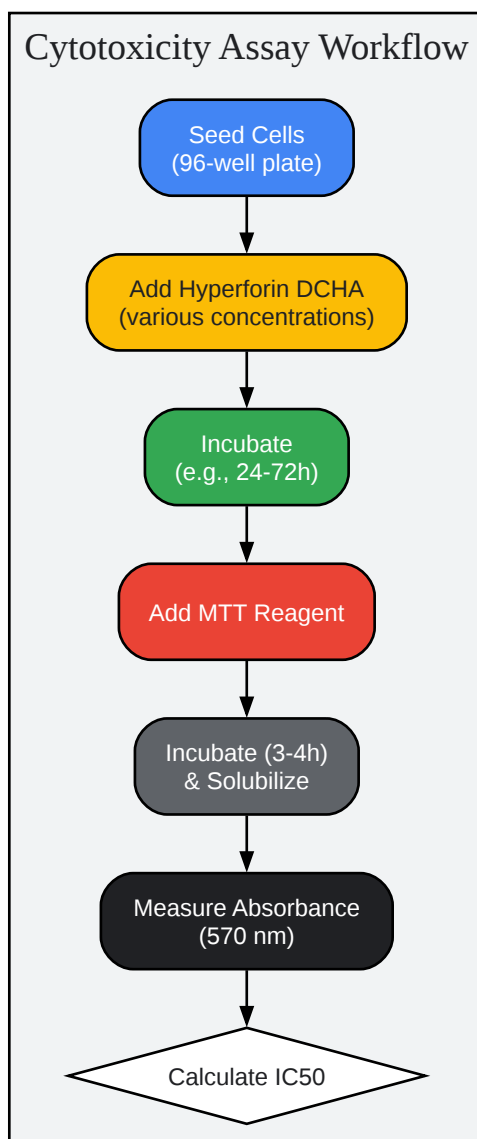 Cytotoxicity Assay Workflow
Seed Cells
(96-well plate)
Add Hyperforin DCHA
(various concentrations)
Incubate
(e.g., 24-72h)
Add MTT Reagent
Incubate (3-4h)
& Solubilize
Measure Absorbance
(570 nm)
Calculate IC50